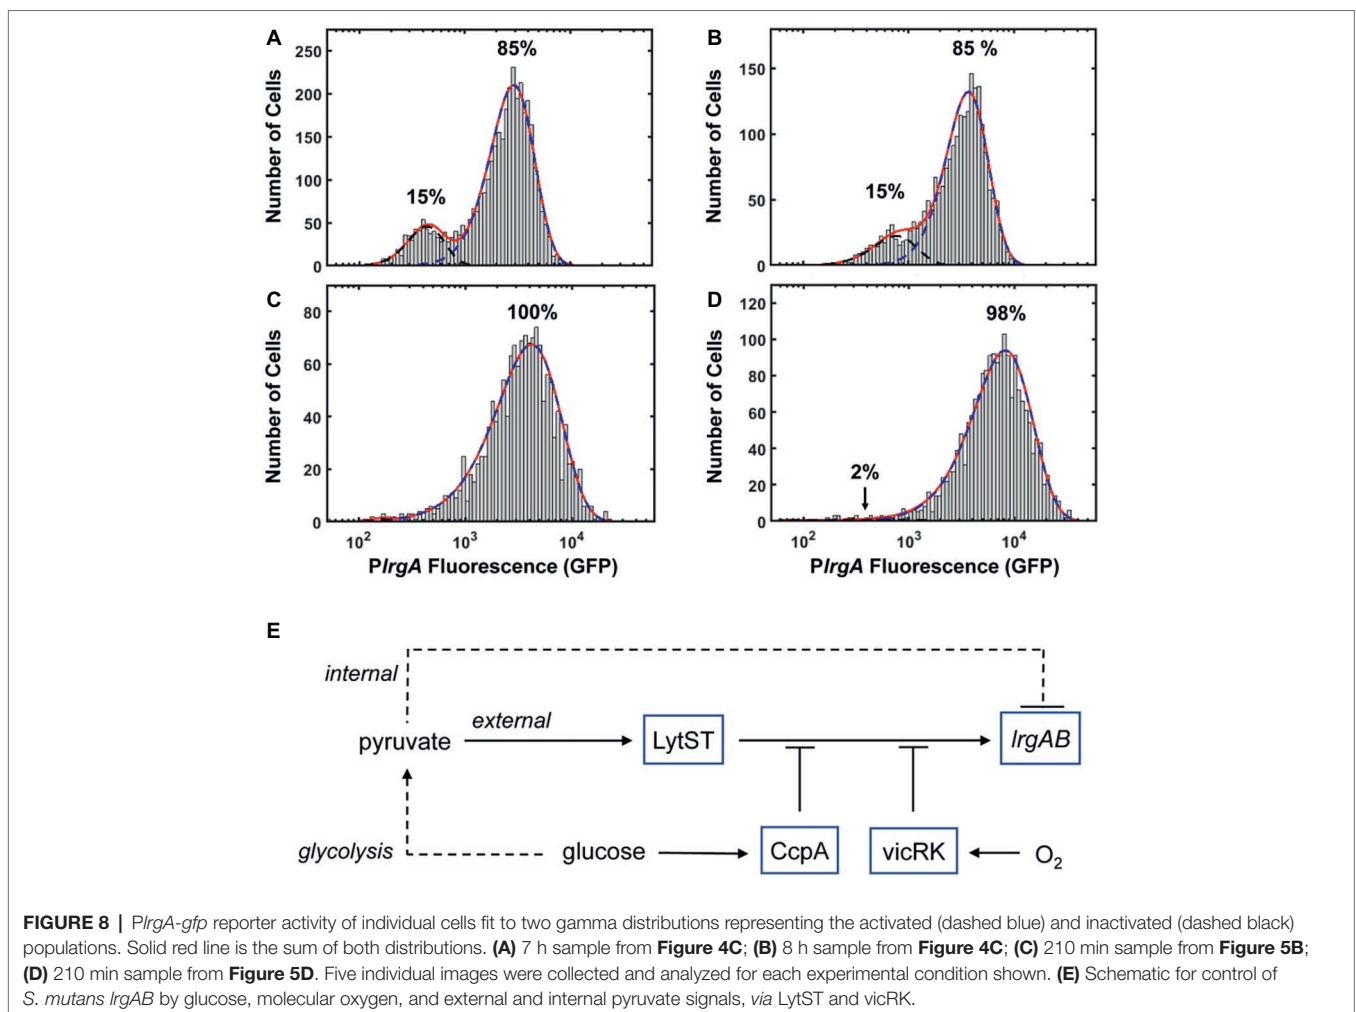 A
85%
15%
Number of Cells
250
200
150
100
50
0
B
85 %
15%
Number of Cells
150
100
50
0
C
100%
Number of Cells
80
60
40
20
0
10² 10³ 10⁴
PlrgA Fluorescence (GFP)
D
98%
2%
Number of Cells
120
100
80
60
40
20
0
10² 10³ 10⁴
PlrgA Fluorescence (GFP)
E
internal
external
pyruvate LytST lrgAB
glycolysis glucose CcpA vicRK O₂
FIGURE 8 | PlrgA-gfp reporter activity of individual cells fit to two gamma distributions representing the activated (dashed blue) and inactivated (dashed black)
populations. Solid red line is the sum of both distributions. (A) 7 h sample from Figure 4C; (B) 8 h sample from Figure 4C; (C) 210 min sample from Figure 5B;
(D) 210 min sample from Figure 5D. Five individual images were collected and analyzed for each experimental condition shown. (E) Schematic for control of
S. mutans lrgAB by glucose, molecular oxygen, and external and internal pyruvate signals, via LytST and vicRK.